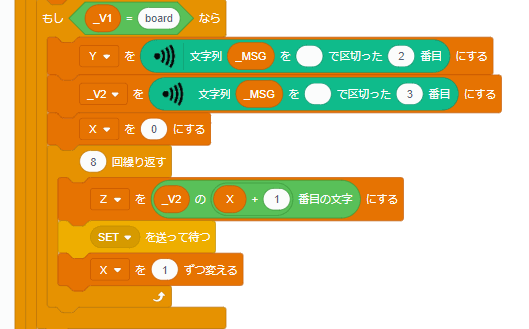 もし _V1 = board なら
Y を 文字列 _MSG を で区切った 2 番目 にする
_V2 を 文字列 _MSG を で区切った 3 番目 にする
X を 0 にする
8 回繰り返す
Z を _V2 の X + 1 番目の文字 にする
SET を送って待つ
X を 1 ずつ変える